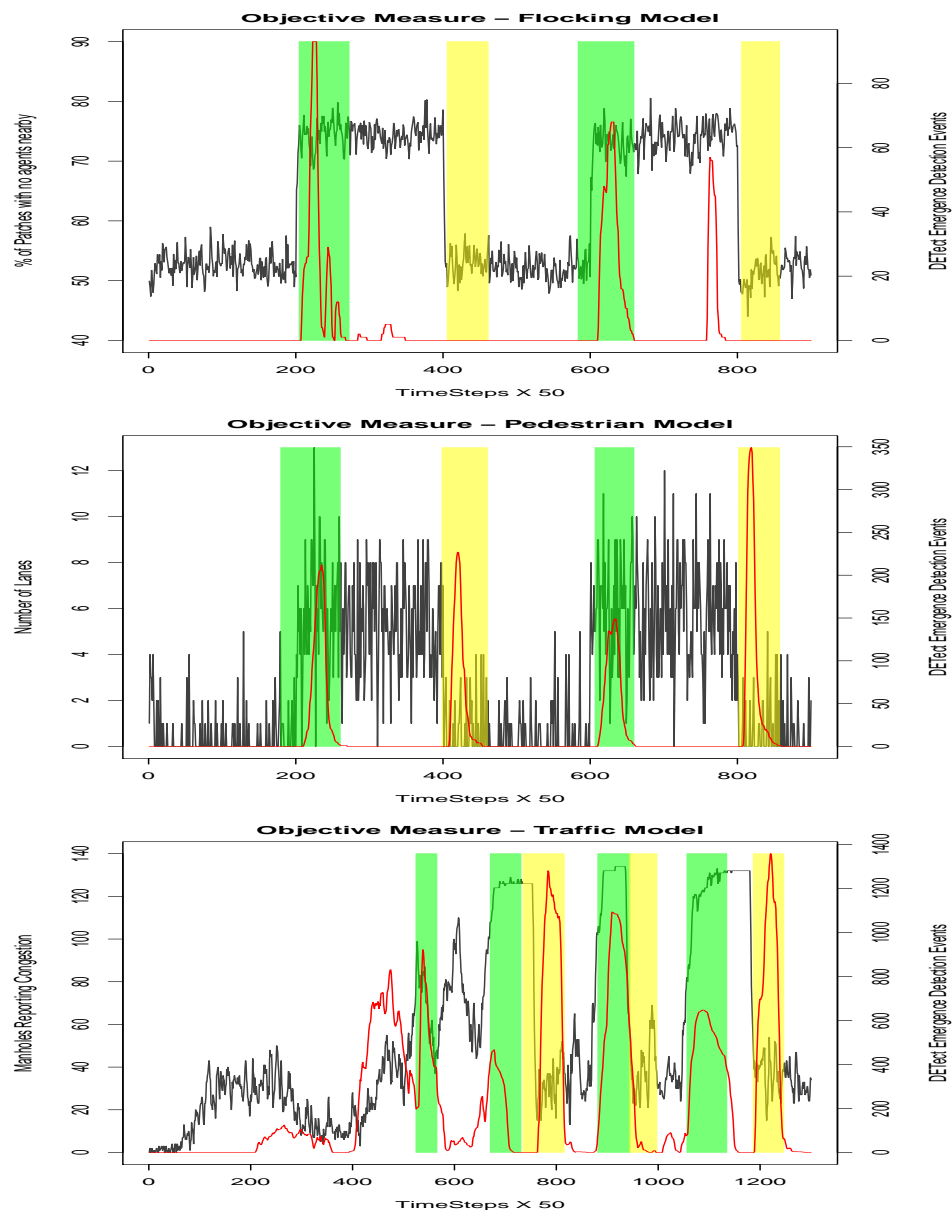 Objective Measure – Flocking Model
% of Patches with no agents nearby
40 50 60 70 80 90
0 20 40 60 80
DETect Emergence Detection Events
0 200 400 600 800
TimeSteps X 50
Objective Measure – Pedestrian Model
Number of Lanes
0 2 4 6 8 10 12
0 50 100 150 200 250 300 350
DETect Emergence Detection Events
0 200 400 600 800
TimeSteps X 50
Objective Measure – Traffic Model
Manholes Reporting Congestion
0 20 40 60 80 100 120 140
0 200 400 600 800 1000 1200 1400
DETect Emergence Detection Events
0 200 400 600 800 1000 1200
TimeSteps X 50